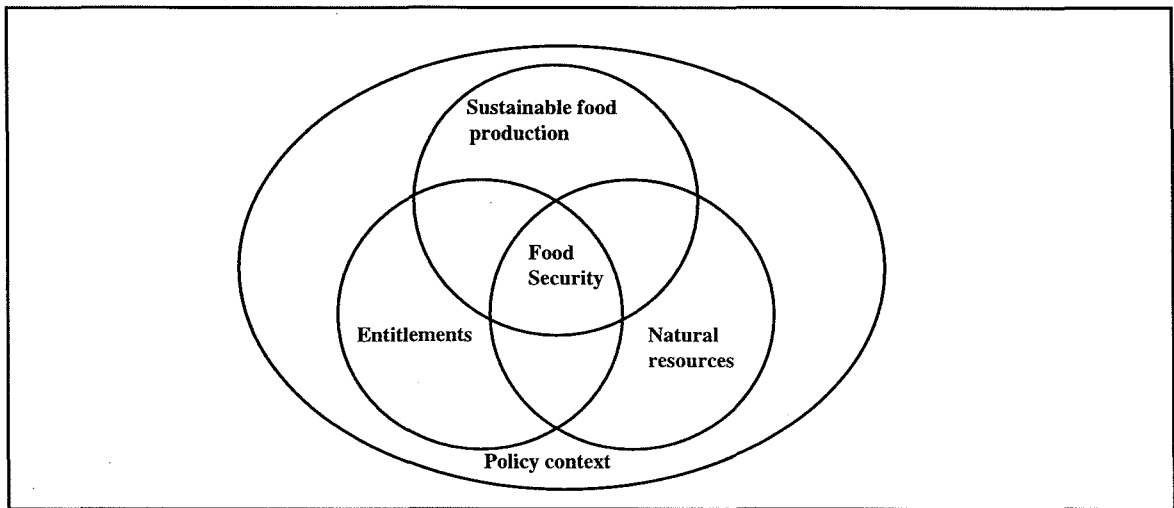 Sustainable food
production
Food
Security
Entitlements
Natural
resources
Policy context